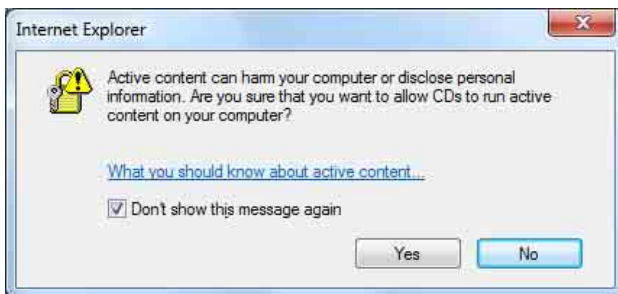 Internet Explorer
Active content can harm your computer or disclose personal
information. Are you sure that you want to allow CDs to run active
content on your computer?
What you should know about active content...
Don't show this message again
Yes No